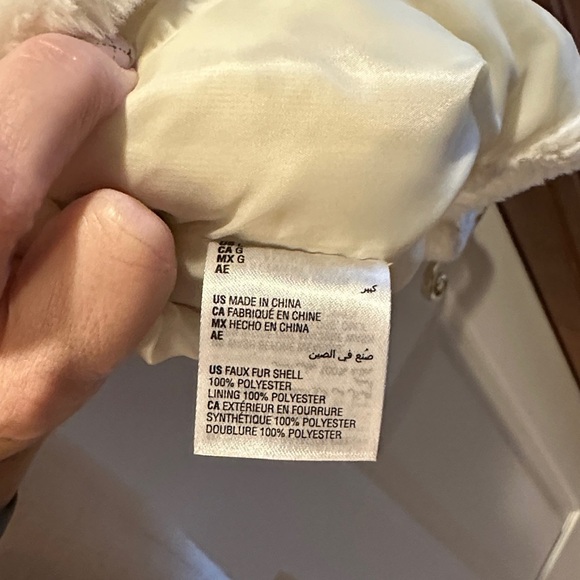 CA G
MX G
AE
كبير
US MADE IN CHINA
CA FABRIQUÉ EN CHINE
MX HECHO EN CHINA
AE
صُنع في الصين
US FAUX FUR SHELL
100% POLYESTER
LINING 100% POLYESTER
CA EXTÉRIEUR EN FOURRURE
SYNTHÉTIQUE 100% POLYESTER
DOUBLURE 100% POLYESTER